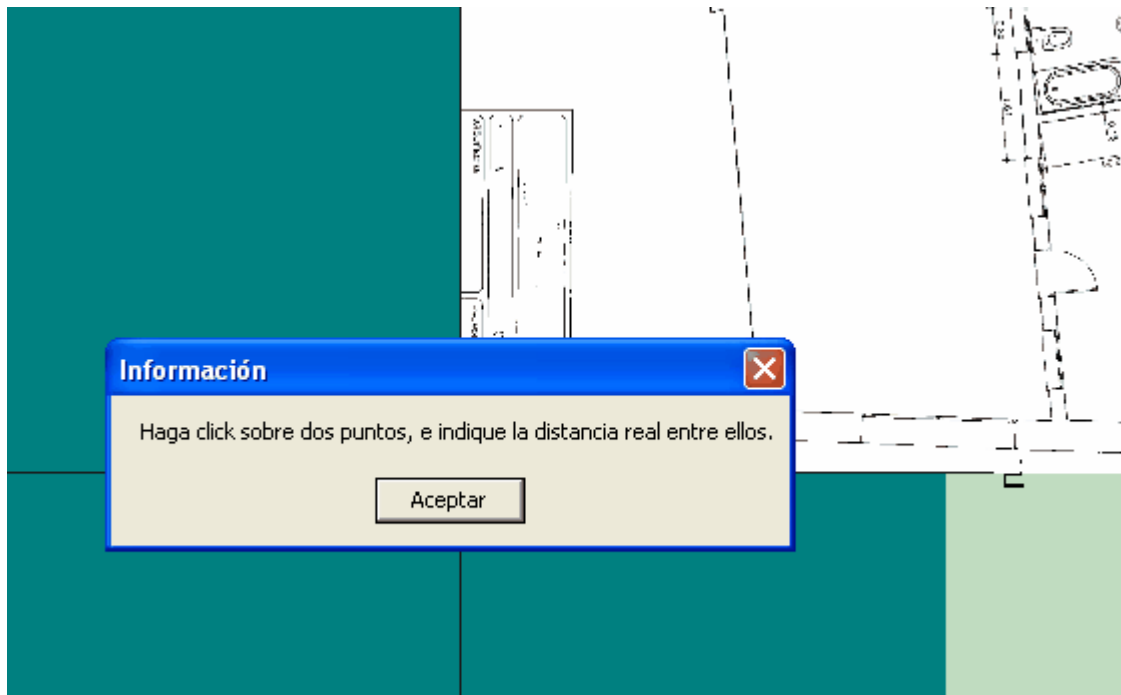 Información
Haga click sobre dos puntos, e indique la distancia real entre ellos.
Aceptar